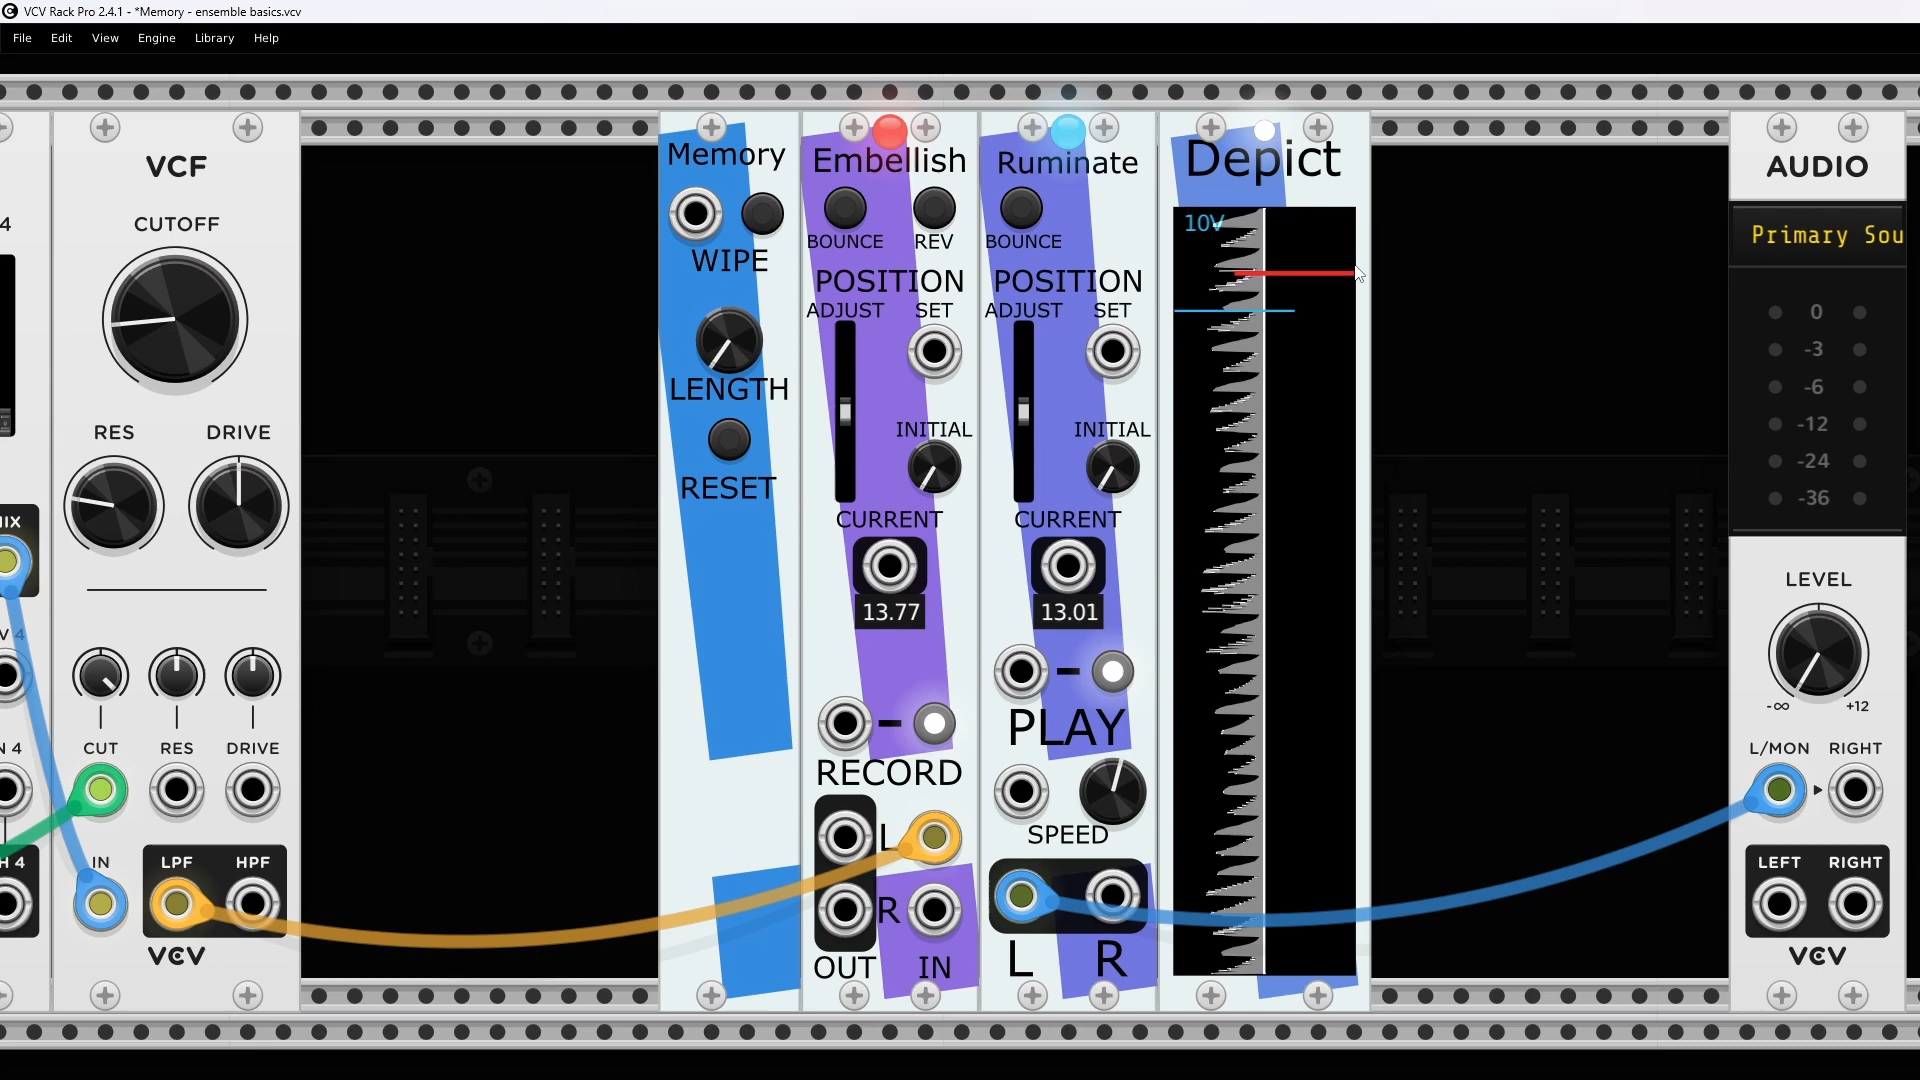 VCV Rack Pro 2.4.1 - *Memory - ensemble basics.vcv
File Edit View Engine Library Help
4
VCF
CUTOFF
RES DRIVE
CUT RES DRIVE
IN LPF HPF
VCV
Memory
WIPE
LENGTH
RESET
Embellish
BOUNCE REV
POSITION
ADJUST SET
INITIAL
CURRENT
13.77
RECORD
L
R
OUT IN
Ruminate
BOUNCE
POSITION
ADJUST SET
INITIAL
CURRENT
13.01
PLAY
SPEED
L R
Depict
10V
AUDIO
Primary Sou
0
-3
-6
-12
-24
-36
LEVEL
-∞ +12
L/MON RIGHT
LEFT RIGHT
VCV